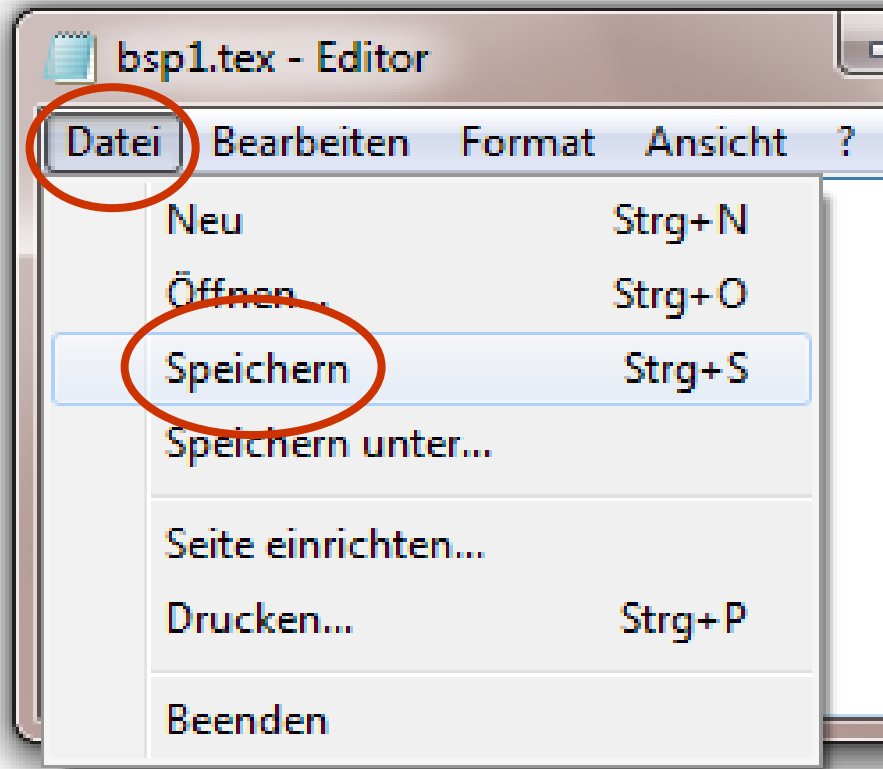 bsp1.tex - Editor
Datei Bearbeiten Format Ansicht ?
Neu Strg+N
Öffnen... Strg+O
Speichern Strg+S
Speichern unter...
Seite einrichten...
Drucken... Strg+P
Beenden